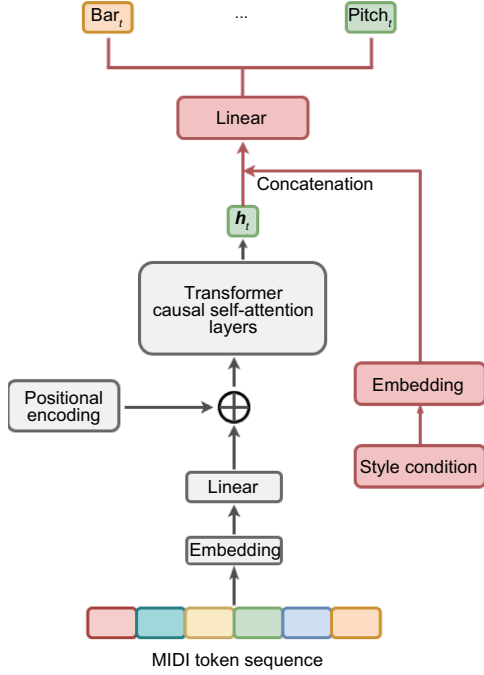 Bar_t ... Pitch_t
Linear
Concatenation
h_t
Transformer
causal self-attention
layers
Positional
encoding
Embedding
Style condition
Linear
Embedding
MIDI token sequence